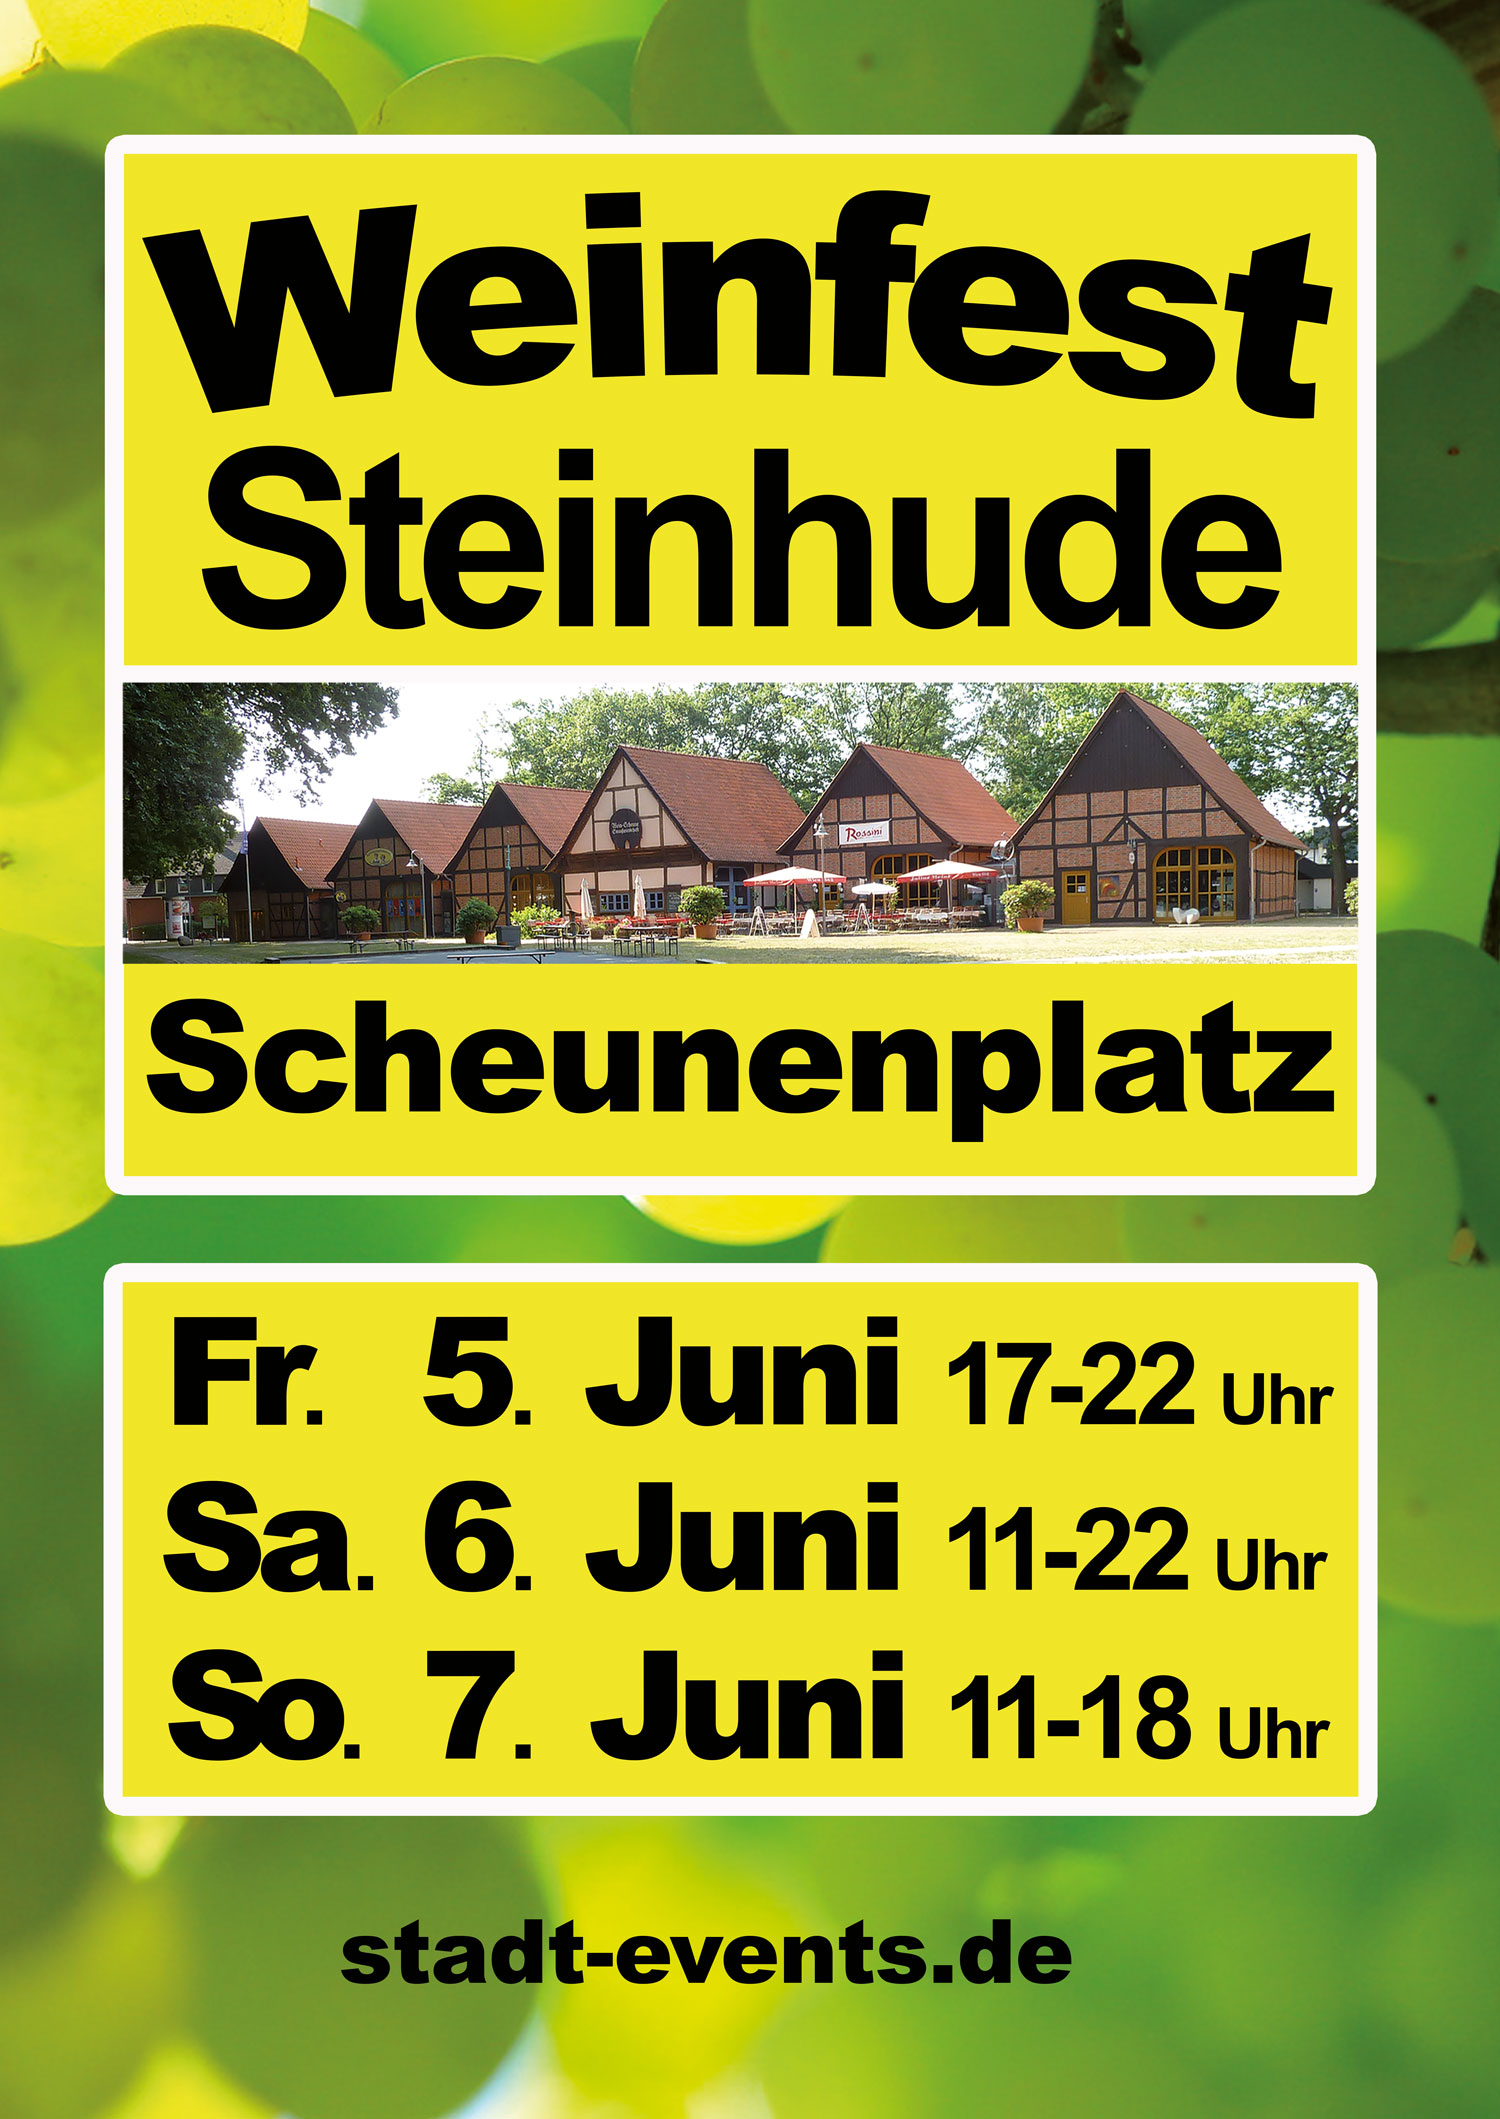 Weinfest
Steinhude
Rossini
Scheunenplatz
Fr. 5. Juni 17-22 Uhr
Sa. 6. Juni 11-22 Uhr
So. 7. Juni 11-18 Uhr
stadt-events.de